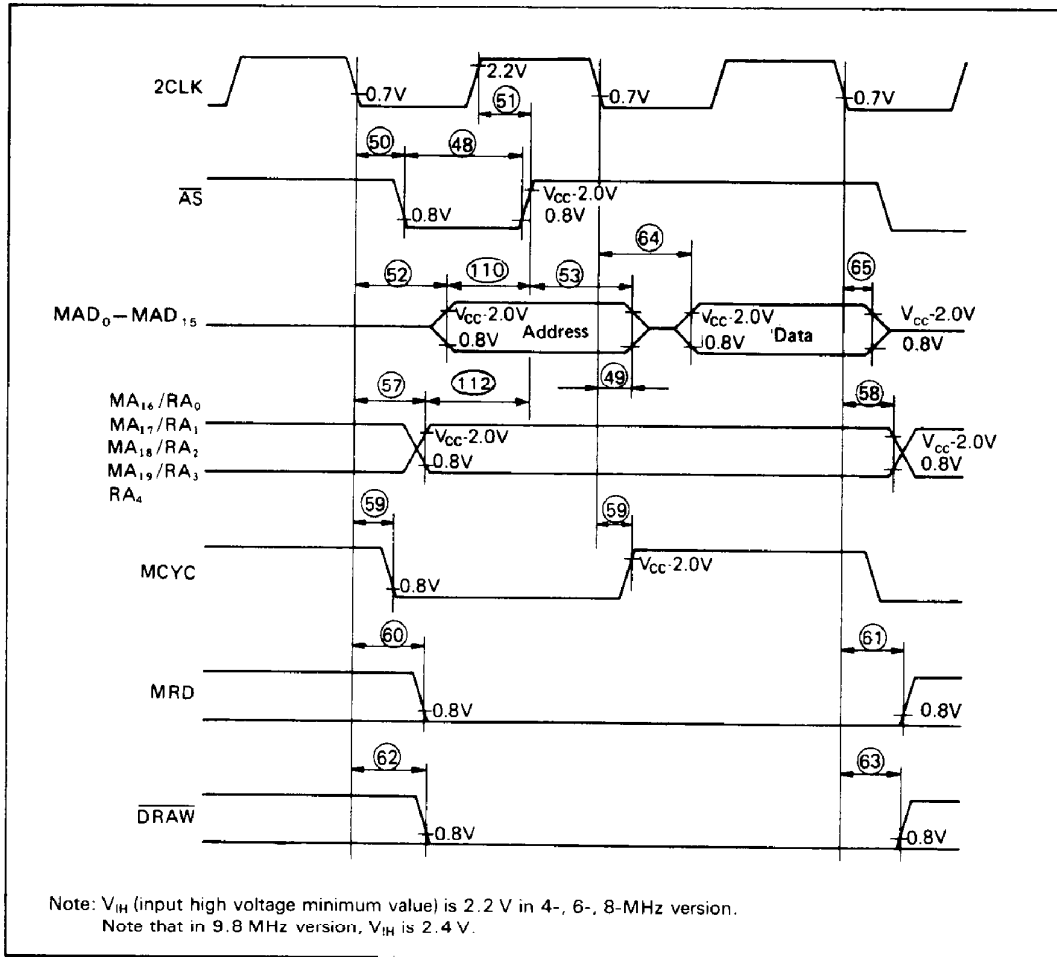 2CLK
2.2V
0.7V
0.7V
0.7V
51
50
48
AS
0.8V
VCC-2.0V
0.8V
64
52
110
53
65
MAD0−MAD15
VCC-2.0V
0.8V
Address
VCC-2.0V
0.8V
Data
VCC-2.0V
0.8V
49
57
112
58
MA16/RA0
MA17/RA1
MA18/RA2
MA19/RA3
RA4
VCC-2.0V
0.8V
VCC-2.0V
0.8V
59
59
MCYC
0.8V
VCC-2.0V
60
61
MRD
0.8V
0.8V
62
63
DRAW
0.8V
0.8V
Note: VIH (input high voltage minimum value) is 2.2 V in 4-, 6-, 8-MHz version.
Note that in 9.8 MHz version, VIH is 2.4 V.